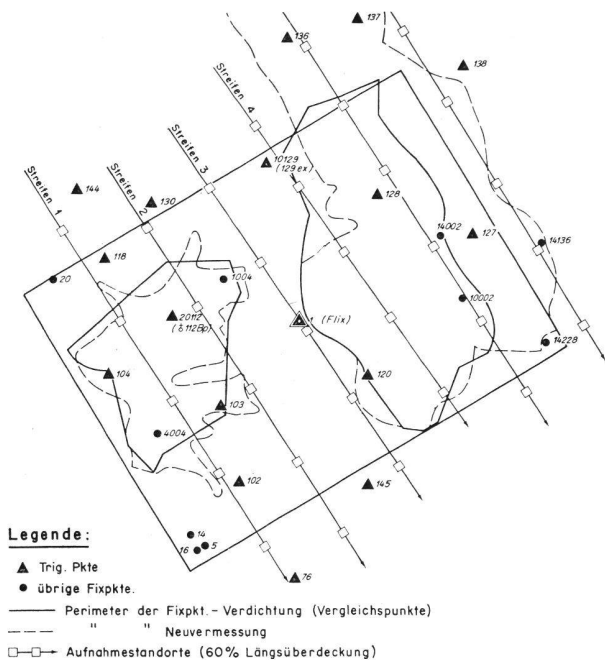 137
136
138
Streifen 4
Streifen 3
Streifen 2
Streifen 1
10129
(129 ex)
144
130
128
14002
127
14136
118
20
1004
10002
20112
(♁112Bp)
1 (Flix)
14228
104
120
103
4004
102
145
14
16
5
76
Legende:
Trig. Pkte
übrige Fixpkte.
Perimeter der Fixpkt.- Verdichtung (Vergleichspunkte)
" " Neuvermessung
Aufnahmestandorte (60% Längsüberdeckung)